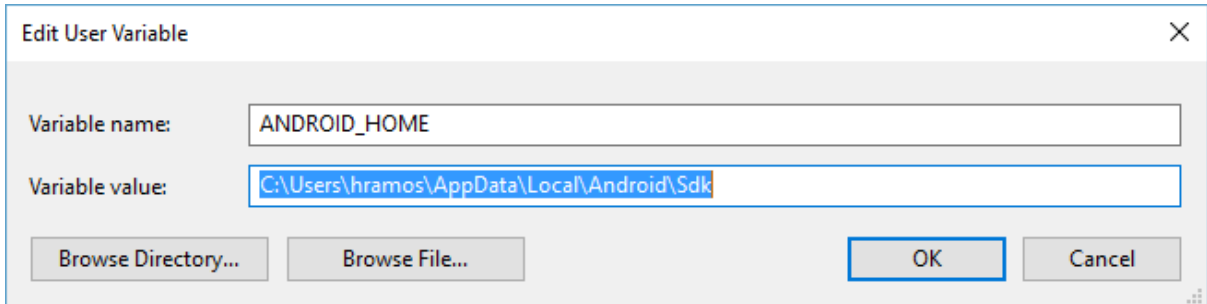 Edit User Variable
Variable name: ANDROID_HOME
Variable value: C:\Users\hramos\AppData\Local\Android\Sdk
Browse Directory... Browse File... OK Cancel